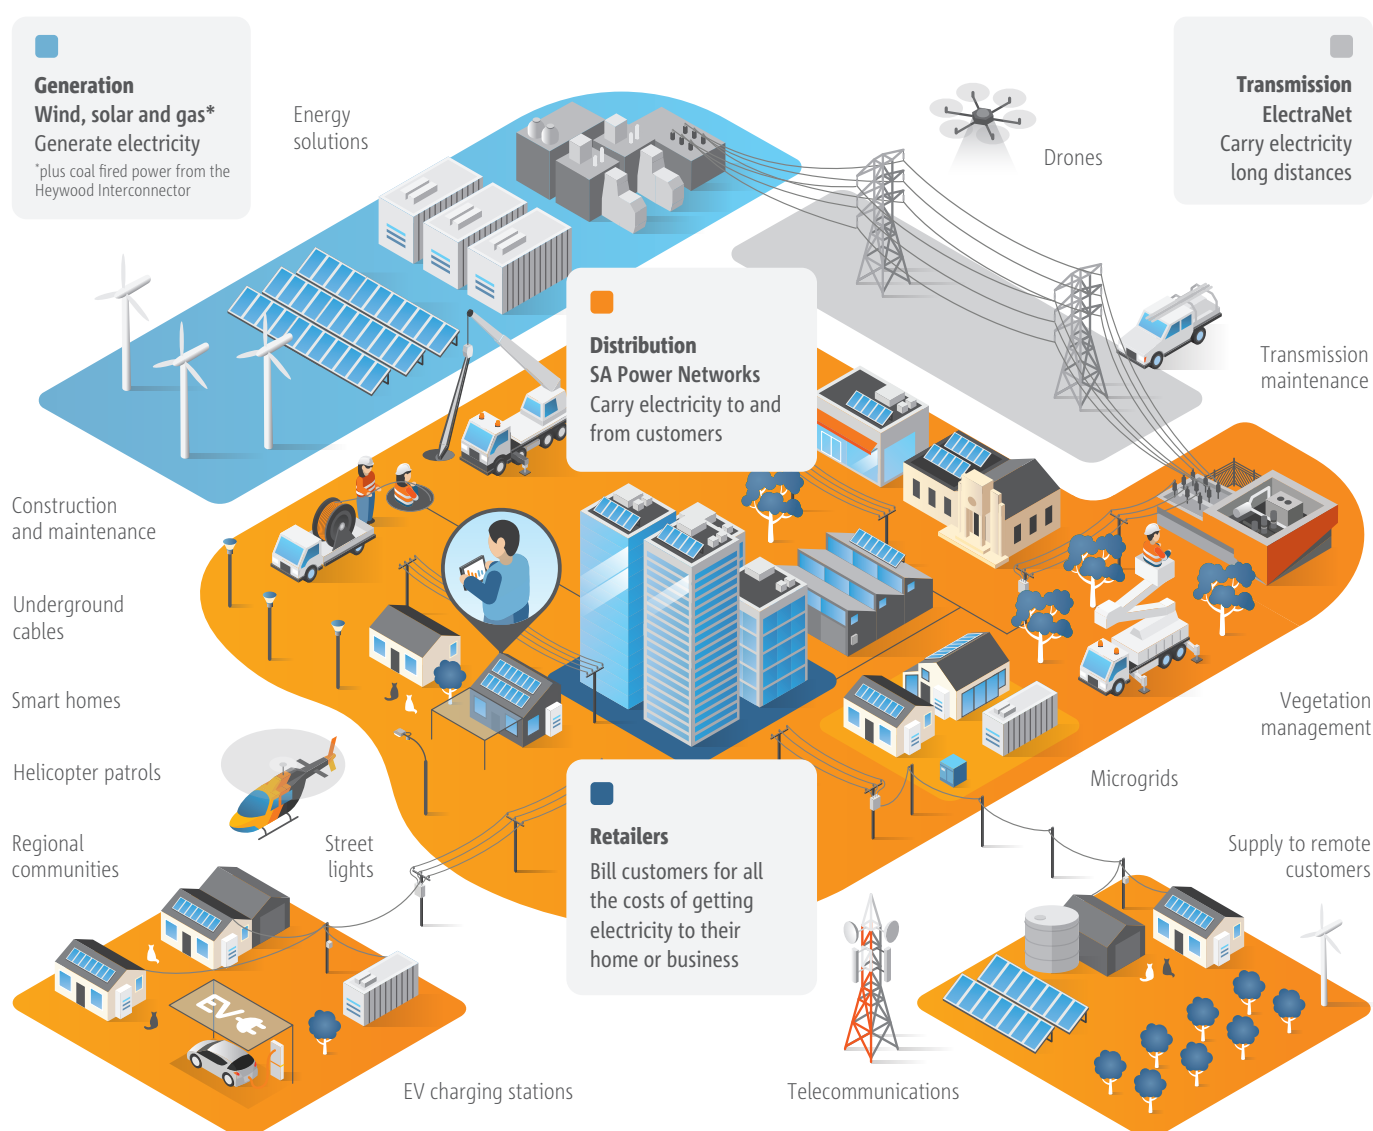 Generation
Wind, solar and gas*
Generate electricity
*plus coal fired power from the
Heywood Interconnector
Energy
solutions
Drones
Transmission
ElectraNet
Carry electricity
long distances
Transmission
maintenance
Distribution
SA Power Networks
Carry electricity to and
from customers
Construction
and maintenance
Underground
cables
Smart homes
Helicopter patrols
Regional
communities
Street
lights
Vegetation
management
Microgrids
Supply to remote
customers
Retailers
Bill customers for all
the costs of getting
electricity to their
home or business
EV
EV charging stations
Telecommunications